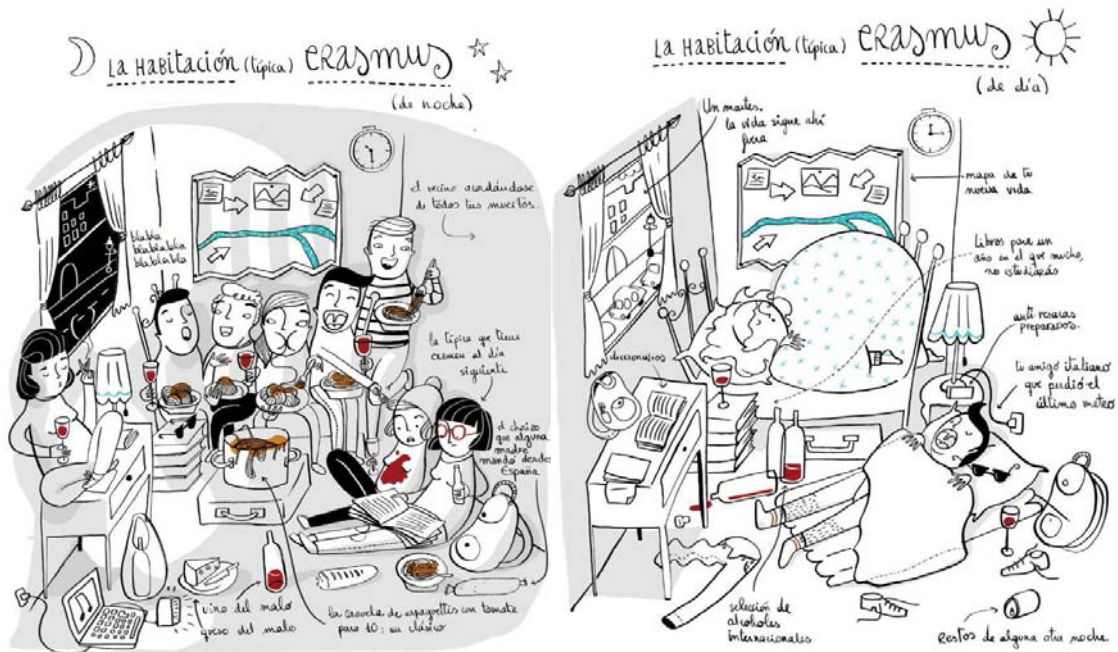 La Habitación (típica) ERASMUS
(de noche)
el vecino acordándose
de todos tus muertos.
blabla
blablablabla
blablabla
la típica que tiene
examen al día
siguiente
el chorizo
que alguna
madre
mandó desde
España
vino del malo
queso del malo
la cazuela de espaguettis con tomate
para 10: un clásico
La Habitación (típica) ERASMUS
(de día)
Un martes.
la vida sigue ahí
fuera
mapa de tu
nueva vida.
Libros para un
año en el que mucho,
no estudiarás
anti-resacas
preparados.
diccionarios
tu amigo italiano
que perdió el
último metro
selección de
alcoholes
internacionales
Restos de alguna otra noche.